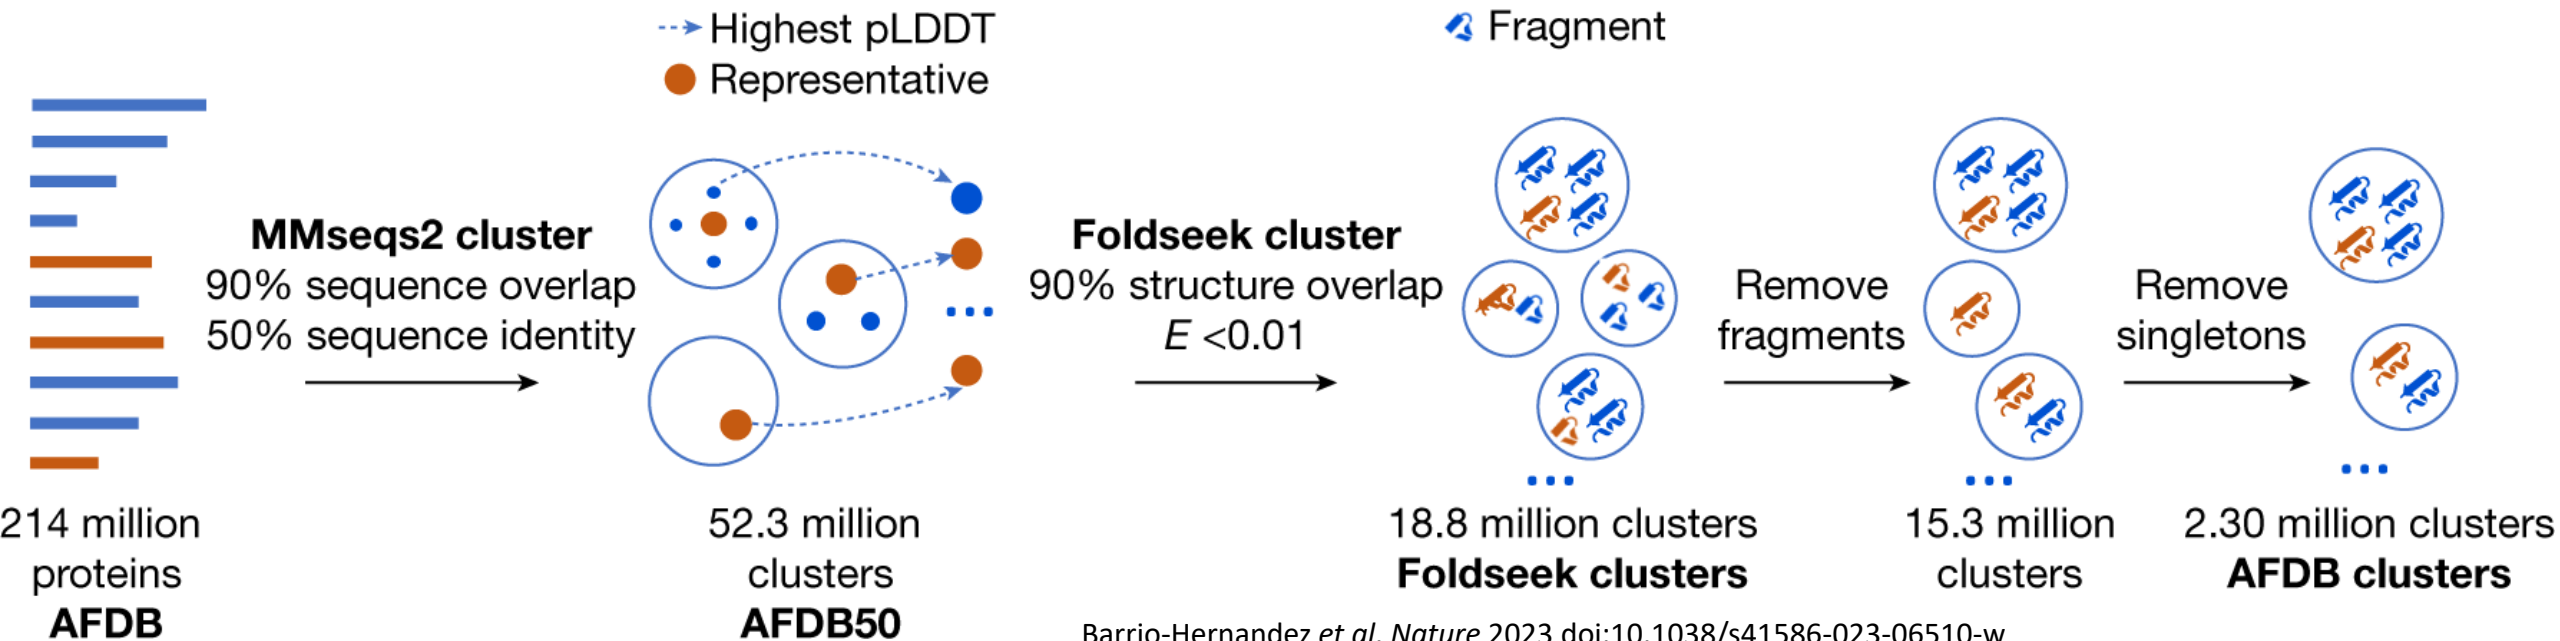 Highest pLDDT
Representative
Fragment
MMseqs2 cluster
90% sequence overlap
50% sequence identity
Foldseek cluster
90% structure overlap
E <0.01
Remove
fragments
Remove
singletons
214 million
proteins
AFDB
52.3 million
clusters
AFDB50
18.8 million clusters
Foldseek clusters
15.3 million
clusters
2.30 million clusters
AFDB clusters
Barrio-Hernandez et al. Nature 2023 doi:10.1038/s41586-023-06510-w